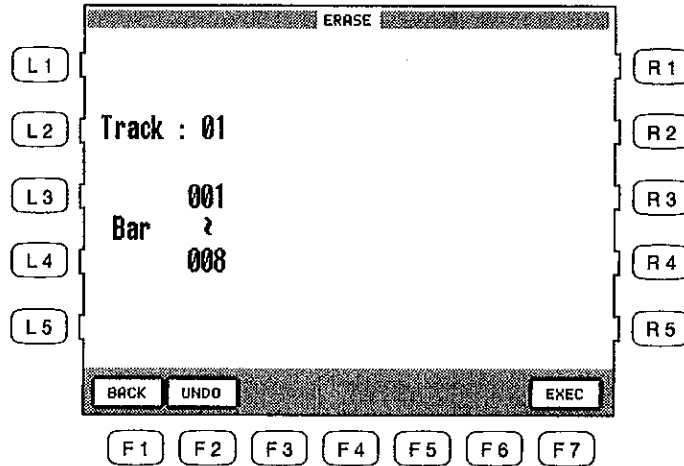 ERASE
L1
R1
L2 Track : 01 R2
L3 001 R3
Bar ~
L4 008 R4
L5 R5
BACK UNDO EXEC
F1 F2 F3 F4 F5 F6 F7